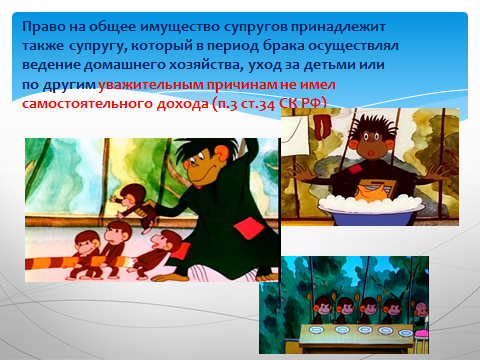 Право на общее имущество супругов принадлежит
также супругу, который в период брака осуществлял
ведение домашнего хозяйства, уход за детьми или
по другим уважительным причинам не имел
самостоятельного дохода (п.3 ст.34 СК РФ)